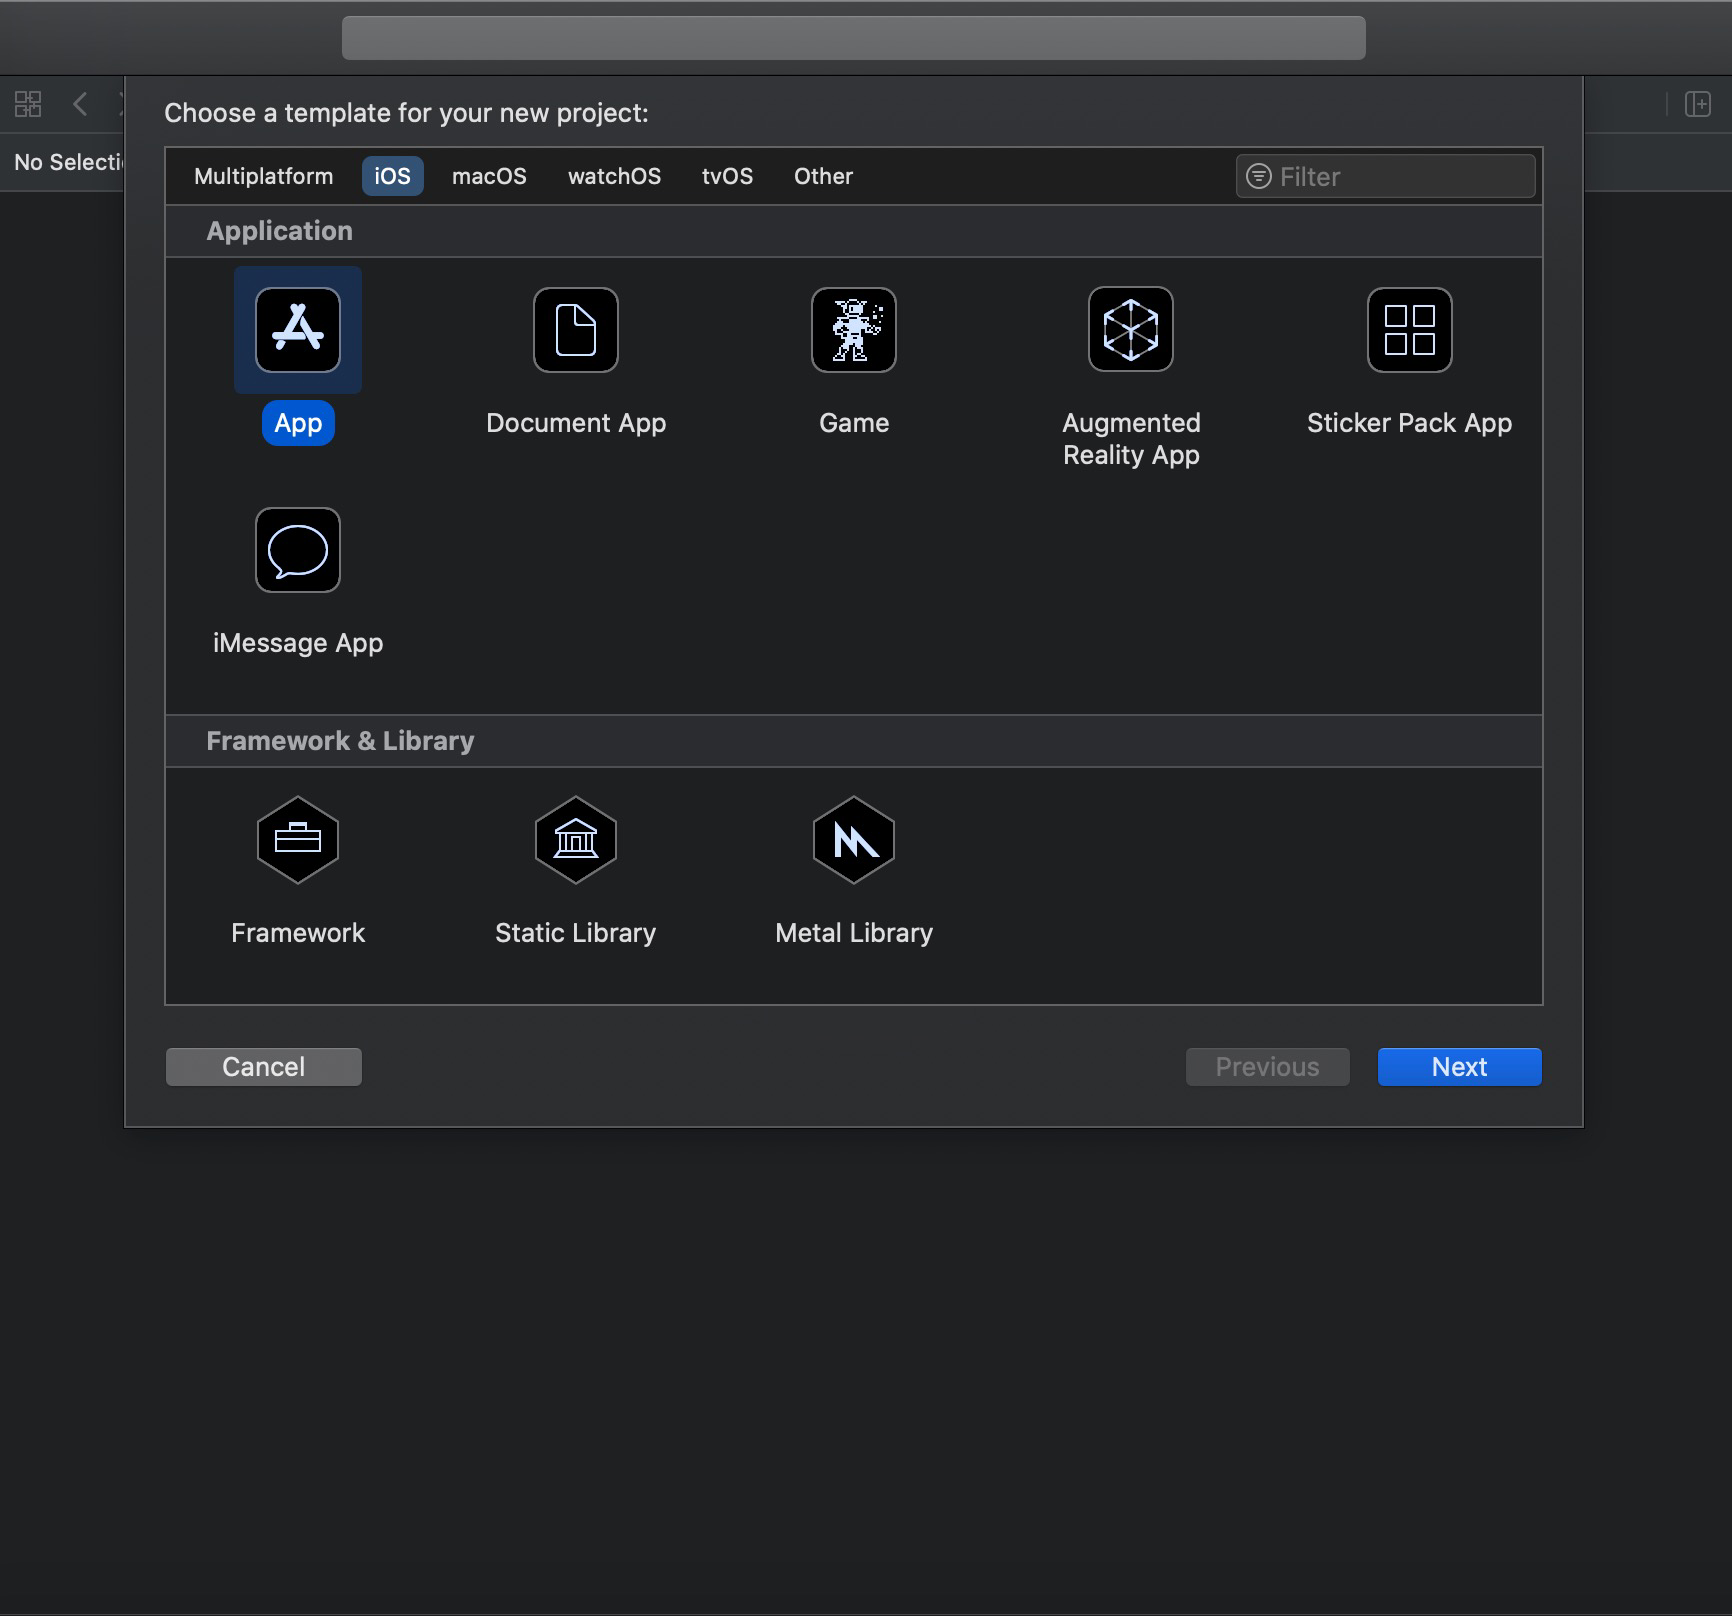 Choose a template for your new project:
No Selecti
Multiplatform iOS macOS watchOS tvOS Other Filter
Application
App Document App Game Augmented Reality App Sticker Pack App
iMessage App
Framework & Library
Framework Static Library Metal Library
Cancel Previous Next